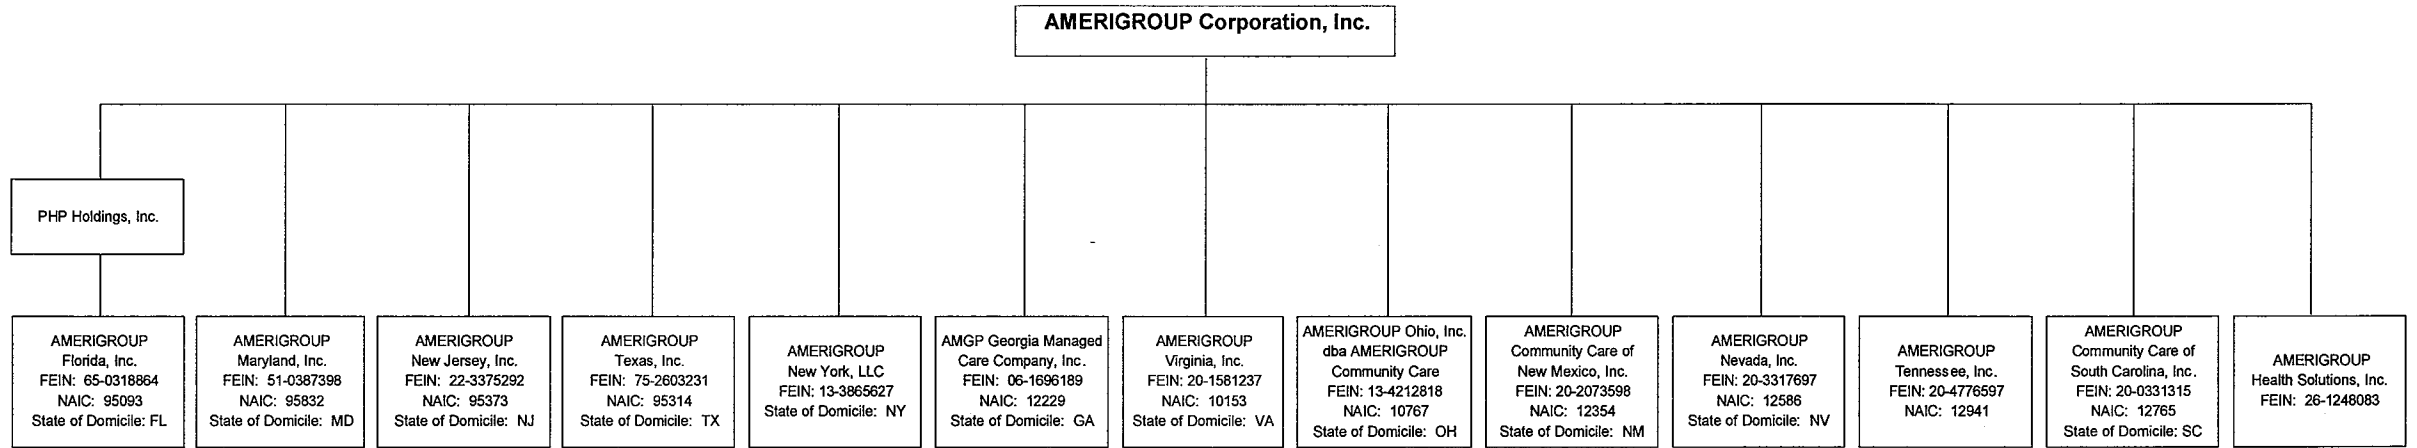 AMERIGROUP Corporation, Inc.
PHP Holdings, Inc.
AMERIGROUP
Florida, Inc.
FEIN: 65-0318864
NAIC: 95093
State of Domicile: FL
AMERIGROUP
Maryland, Inc.
FEIN: 51-0387398
NAIC: 95832
State of Domicile: MD
AMERIGROUP
New Jersey, Inc.
FEIN: 22-3375292
NAIC: 95373
State of Domicile: NJ
AMERIGROUP
Texas, Inc.
FEIN: 75-2603231
NAIC: 95314
State of Domicile: TX
AMERIGROUP
New York, LLC
FEIN: 13-3865627
State of Domicile: NY
AMGP Georgia Managed
Care Company, Inc.
FEIN: 06-1696189
NAIC: 12229
State of Domicile: GA
AMERIGROUP
Virginia, Inc.
FEIN: 20-1581237
NAIC: 10153
State of Domicile: VA
AMERIGROUP Ohio, Inc.
dba AMERIGROUP
Community Care
FEIN: 13-4212818
NAIC: 10767
State of Domicile: OH
AMERIGROUP
Community Care of
New Mexico, Inc.
FEIN: 20-2073598
NAIC: 12354
State of Domicile: NM
AMERIGROUP
Nevada, Inc.
FEIN: 20-3317697
NAIC: 12586
State of Domicile: NV
AMERIGROUP
Tennessee, Inc.
FEIN: 20-4776597
NAIC: 12941
AMERIGROUP
Community Care of
South Carolina, Inc.
FEIN: 20-0331315
NAIC: 12765
State of Domicile: SC
AMERIGROUP
Health Solutions, Inc.
FEIN: 26-1248083